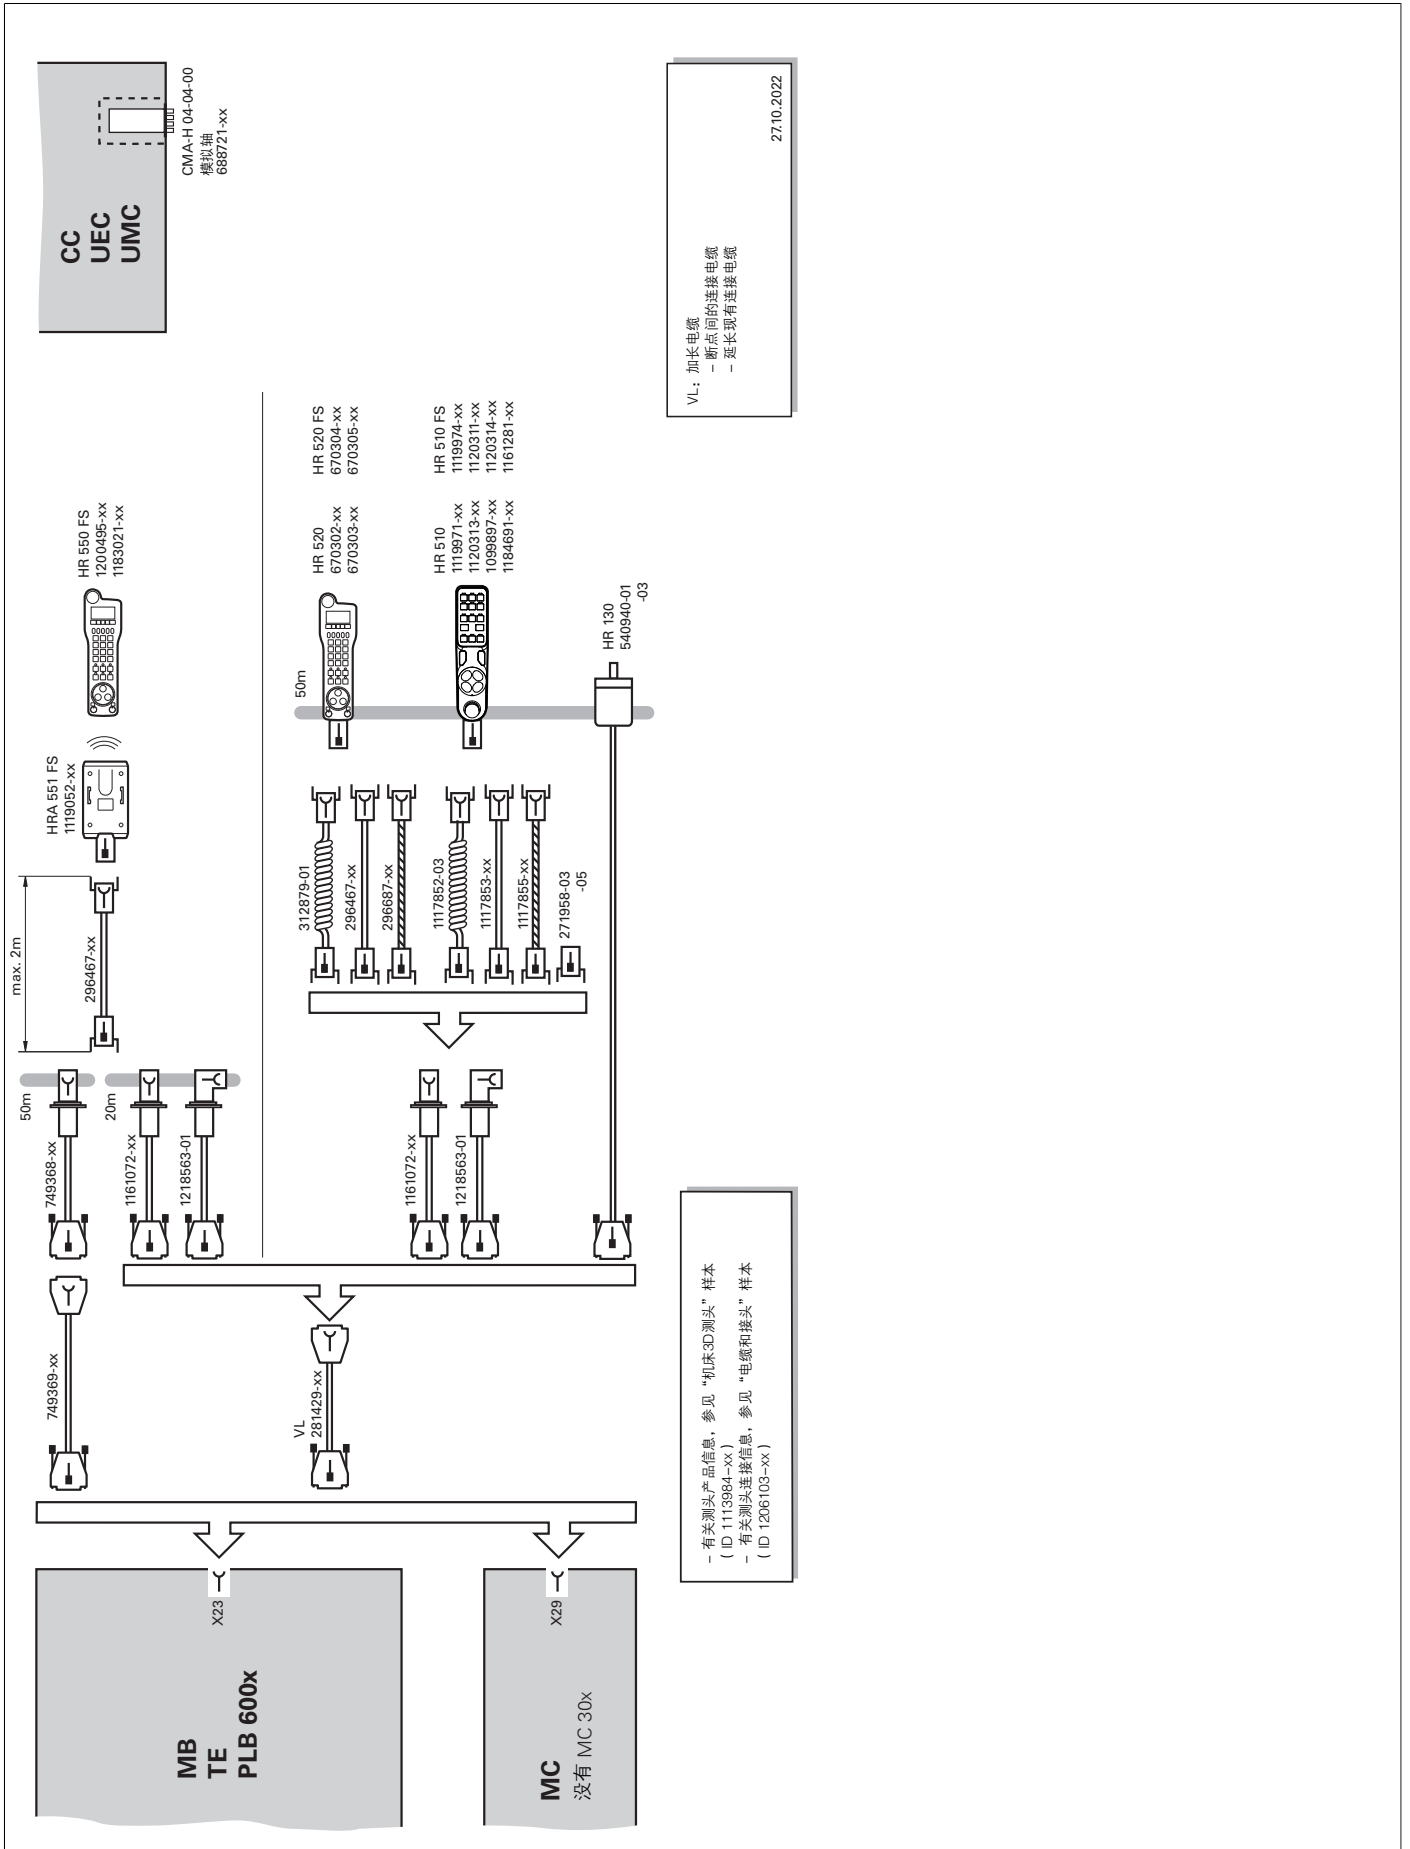 CC
UEC
UMC
CMA-H 04-04-00
模拟轴
688721-xx
HR 550 FS
1200495-xx
1183021-xx
HRA 551 FS
1119052-xx
max. 2m
296467-xx
50m
20m
749368-xx
1161072-xx
1218563-01
749369-xx
HR 520
670302-xx
670303-xx
HR 520 FS
670304-xx
670305-xx
HR 510
1119971-xx
1120313-xx
1099897-xx
1184691-xx
HR 510 FS
1119974-xx
1120311-xx
1120314-xx
1161281-xx
HR 130
540940-01
-03
50m
312879-01
296467-xx
296687-xx
1117852-03
1117853-xx
1117855-xx
271958-03
-05
1161072-xx
1218563-01
VL
281429-xx
X23
X29
MB
TE
PLB 600x
MC
没有 MC 30x
VL：加长电缆
– 断点间的连接电缆
– 延长现有连接电缆
27.10.2022
– 有关测头产品信息，参见“机床3D测头”样本
( ID 1113984-xx )
– 有关测头连接信息，参见“电缆和接头”样本
( ID 1206103-xx )